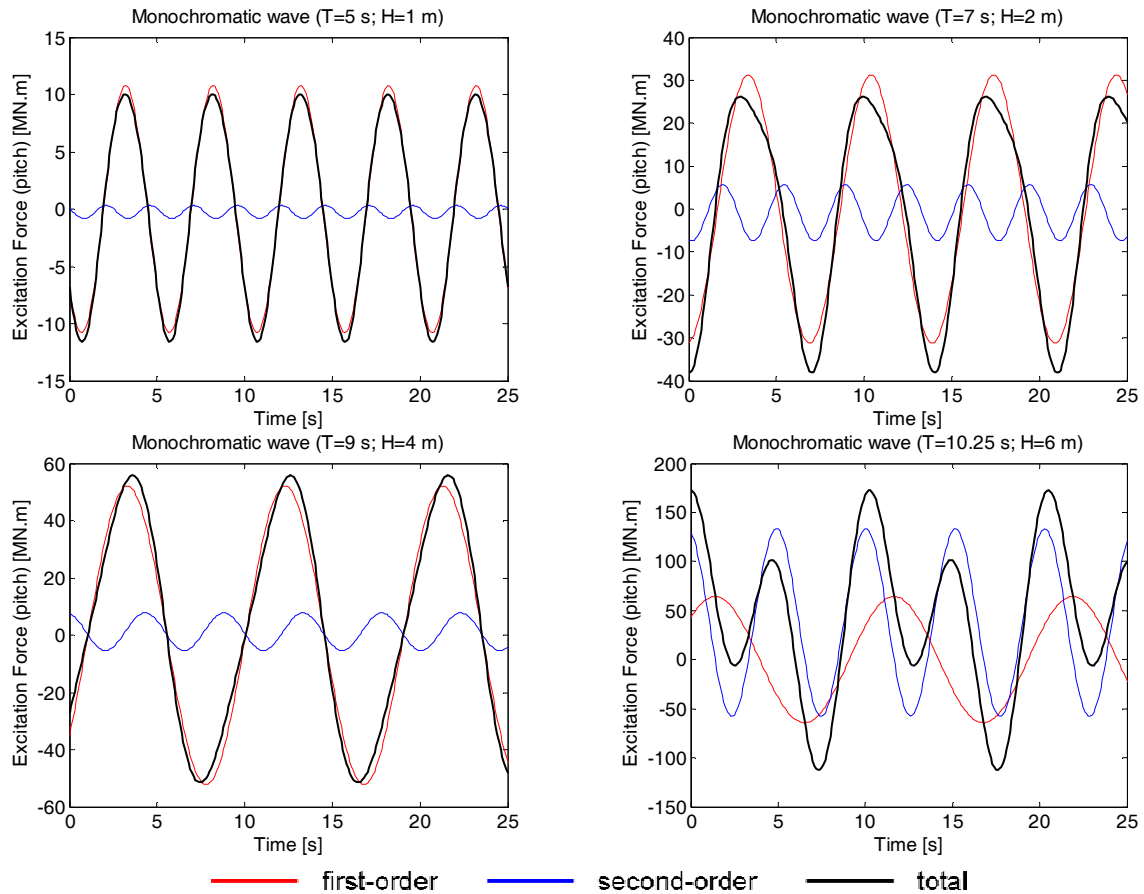 Monochromatic wave (T=5 s; H=1 m)
Excitation Force (pitch) [MN.m]
15
10
5
0
-5
-10
-15
0 5 10 15 20 25
Time [s]
Monochromatic wave (T=7 s; H=2 m)
Excitation Force (pitch) [MN.m]
40
30
20
10
0
-10
-20
-30
-40
0 5 10 15 20 25
Time [s]
Monochromatic wave (T=9 s; H=4 m)
Excitation Force (pitch) [MN.m]
60
40
20
0
-20
-40
-60
0 5 10 15 20 25
Time [s]
Monochromatic wave (T=10.25 s; H=6 m)
Excitation Force (pitch) [MN.m]
200
150
100
50
0
-50
-100
-150
0 5 10 15 20 25
Time [s]
first-order second-order total